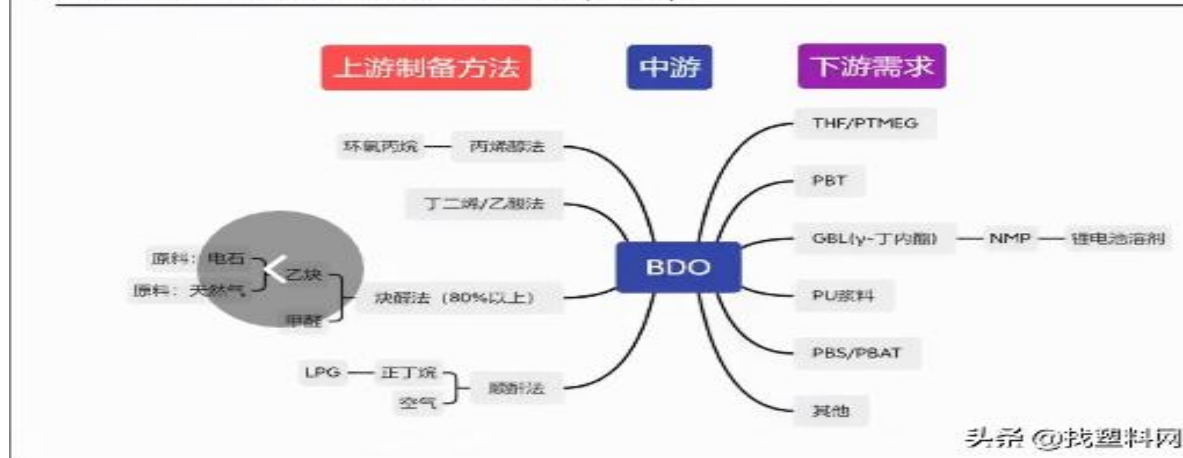 上游制备方法
中游
下游需求
环氧丙烷
丙烯醇法
丁二烯/乙酸法
原料：电石
原料：天然气
乙炔
甲醛
炔醛法（80%以上）
LPG
正丁烷
空气
顺酐法
BDO
THF/PTMEG
PBT
GBL(γ-丁内酯)
NMP
锂电池溶剂
PU浆料
PBS/PBAT
其他
头条 @找塑料网